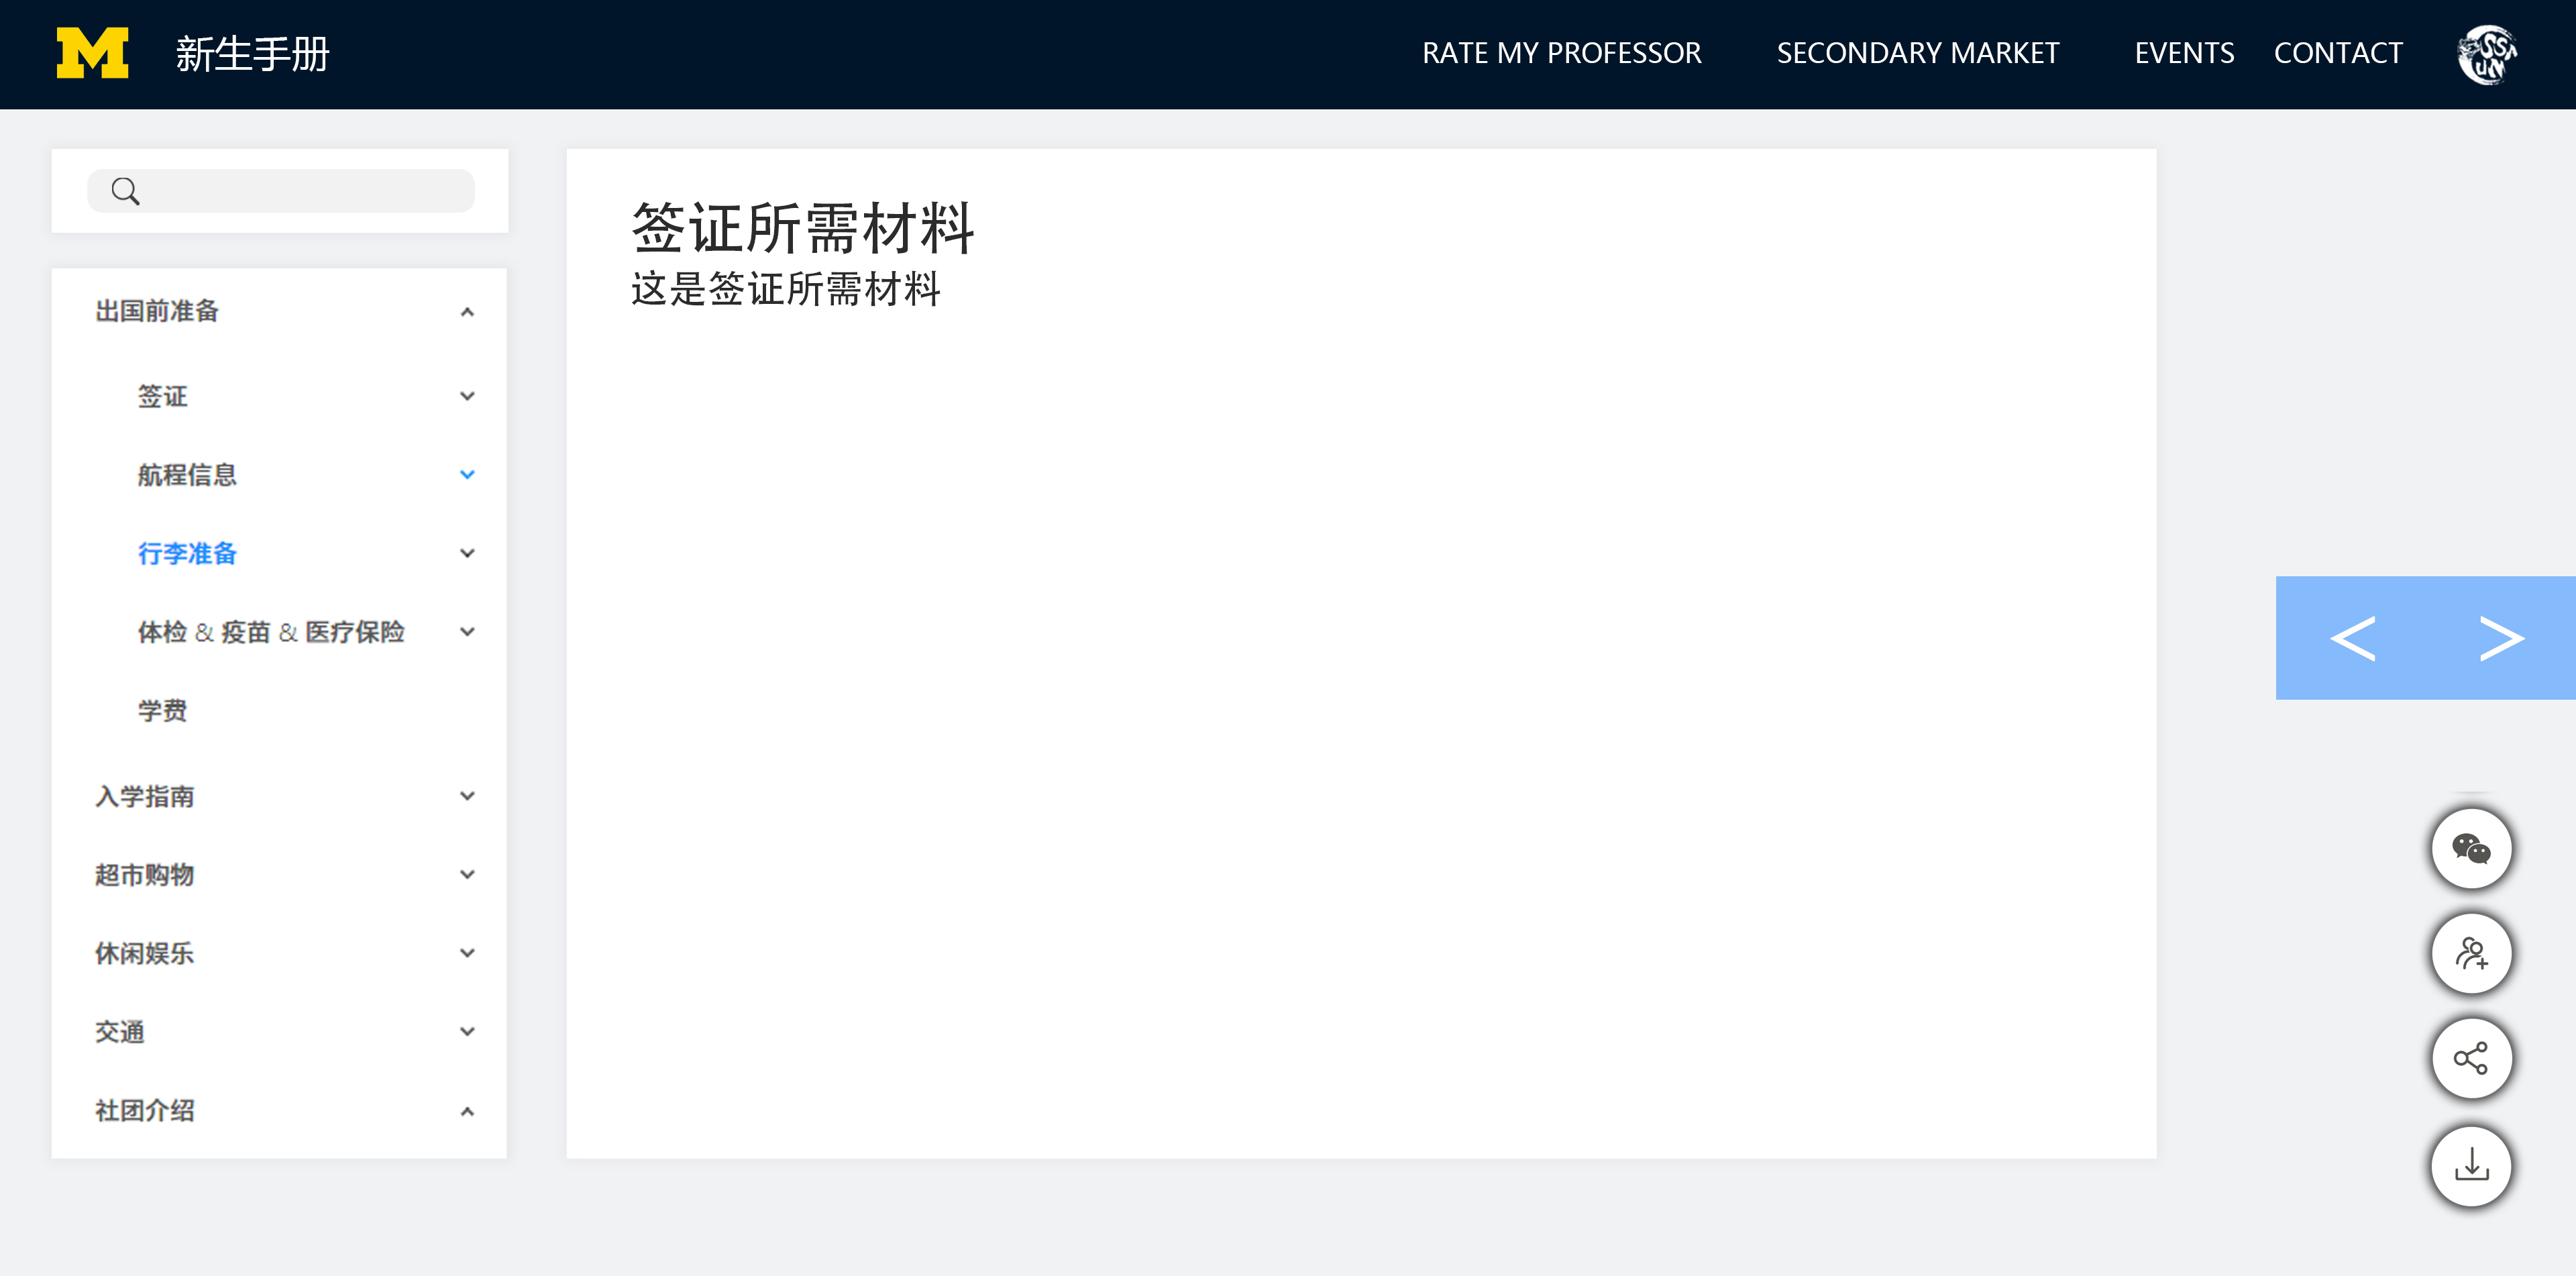 M
新生手册
RATE MY PROFESSOR
SECONDARY MARKET
EVENTS
CONTACT
SSA
UM
出国前准备
签证
航程信息
行李准备
体检 & 疫苗 & 医疗保险
学费
入学指南
超市购物
休闲娱乐
交通
社团介绍
签证所需材料
这是签证所需材料
< >